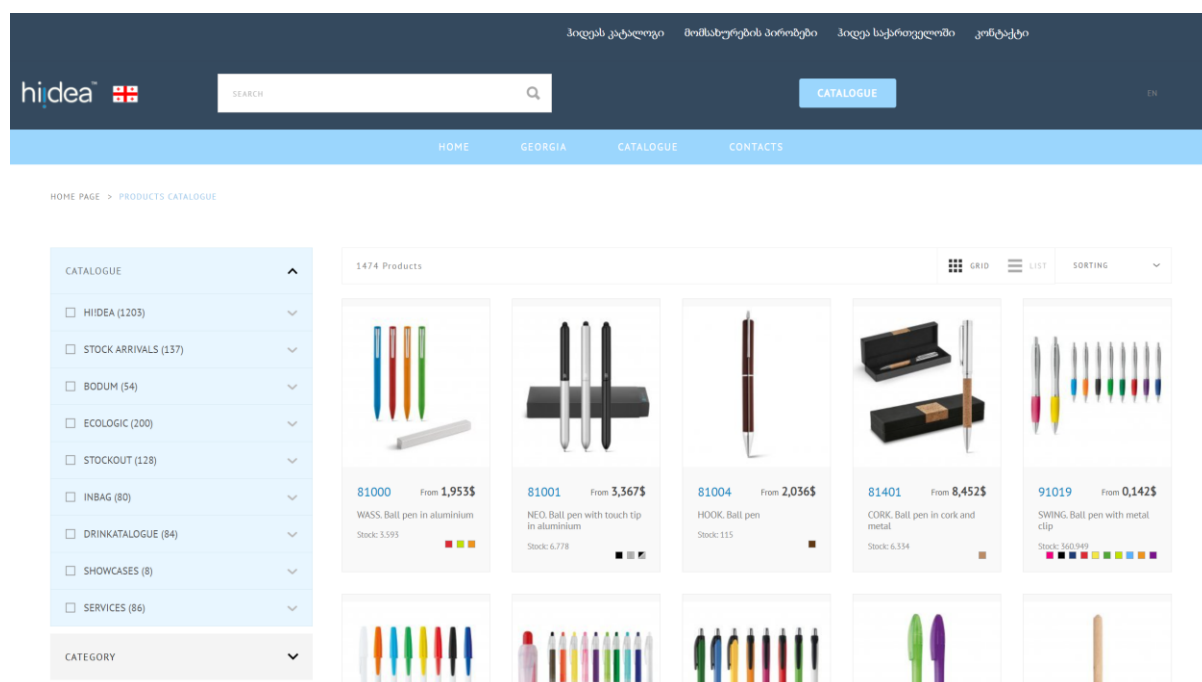 ჰიდეას კატალოგი მომსახურების პირობები ჰიდეა საქართველოში კონტაქტი
hi!dea™
SEARCH
CATALOGUE
EN
HOME GEORGIA CATALOGUE CONTACTS
HOME PAGE > PRODUCTS CATALOGUE
CATALOGUE
HI!DEA (1203)
STOCK ARRIVALS (137)
BODUM (54)
ECOLOGIC (200)
STOCKOUT (128)
INBAG (80)
DRINKATALOGUE (84)
SHOWCASES (8)
SERVICES (86)
CATEGORY
1474 Products
GRID LIST SORTING
81000 From 1,953$
WASS. Ball pen in aluminium
Stock: 3.593
81001 From 3,367$
NEO. Ball pen with touch tip
in aluminium
Stock: 6.778
81004 From 2,036$
HOOK. Ball pen
Stock: 115
81401 From 8,452$
CORK. Ball pen in cork and
metal
Stock: 6.334
91019 From 0,142$
SWING. Ball pen with metal
clip
Stock: 360.949